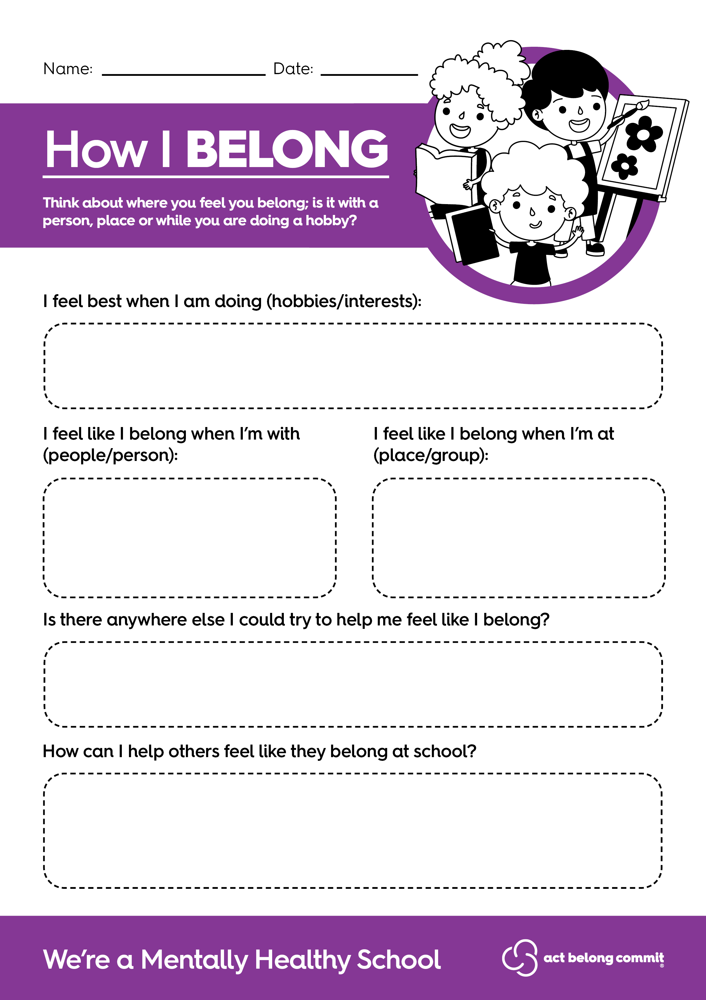 Name: Date:
How I BELONG
Think about where you feel you belong; is it with a
person, place or while you are doing a hobby?
I feel best when I am doing (hobbies/interests):
I feel like I belong when I’m with
(people/person):
I feel like I belong when I’m at
(place/group):
Is there anywhere else I could try to help me feel like I belong?
How can I help others feel like they belong at school?
We’re a Mentally Healthy School
act belong commit®